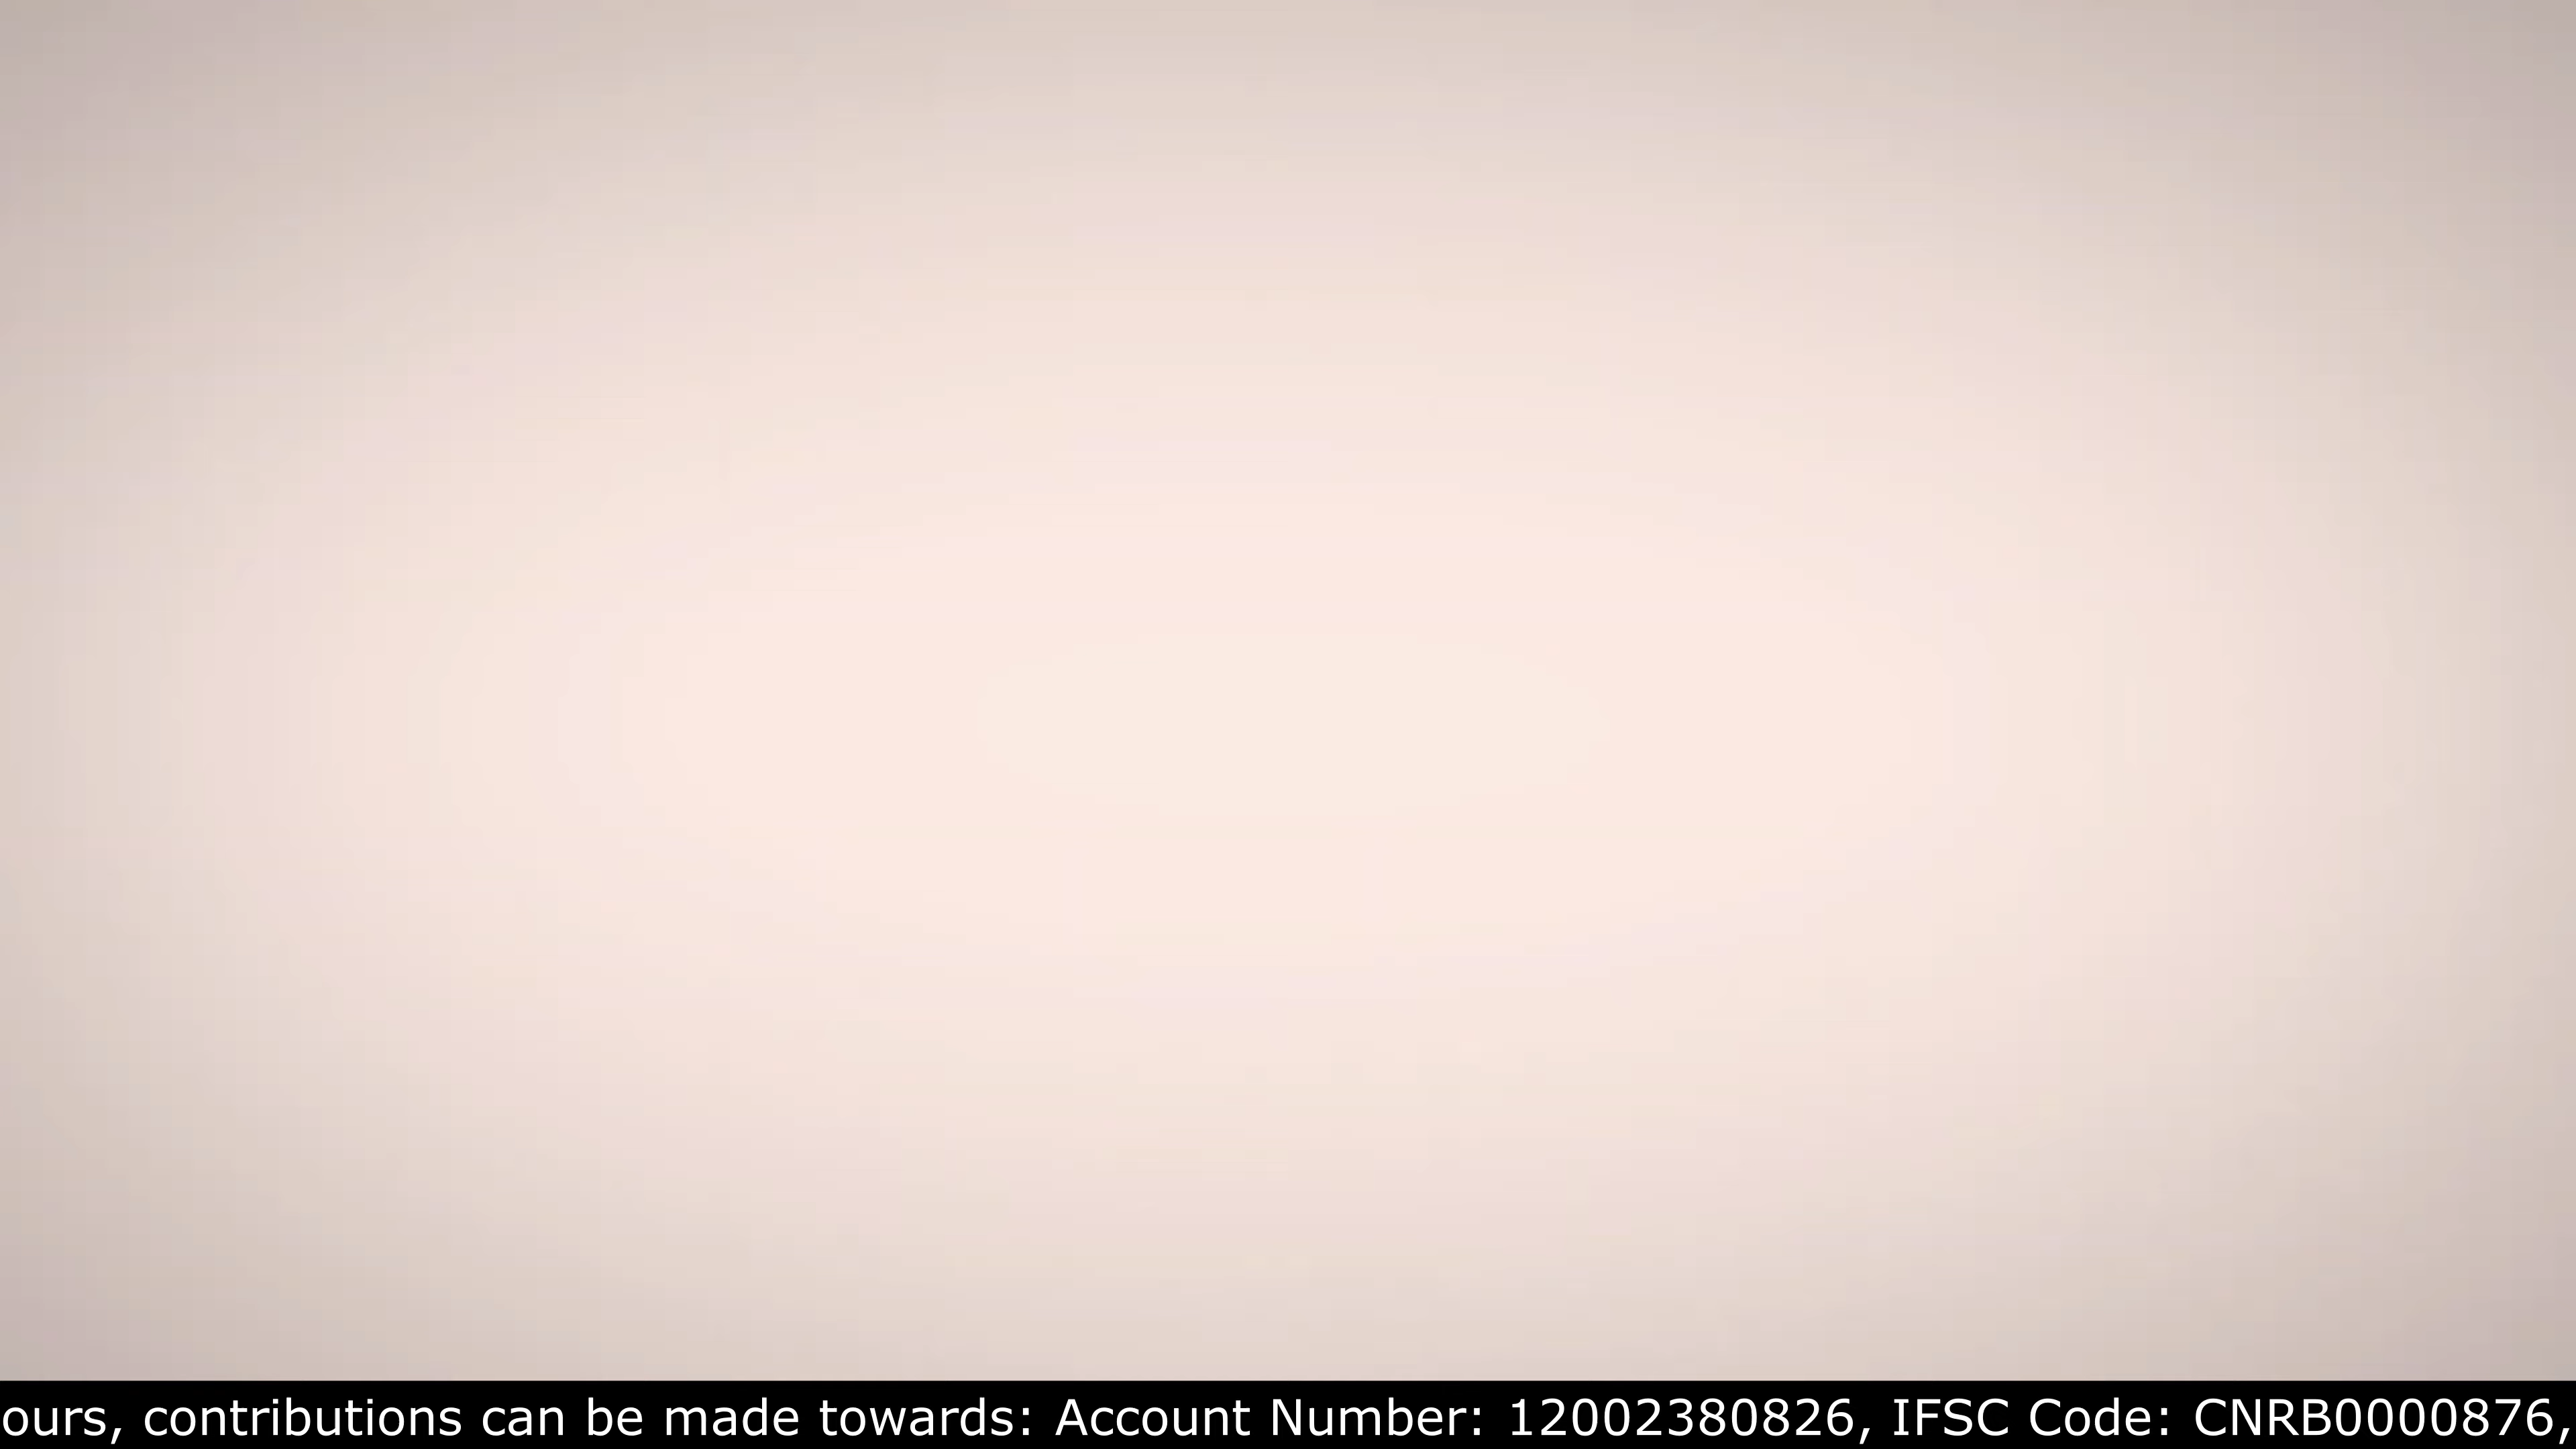 ours, contributions can be made towards: Account Number: 12002380826, IFSC Code: CNRB0000876,